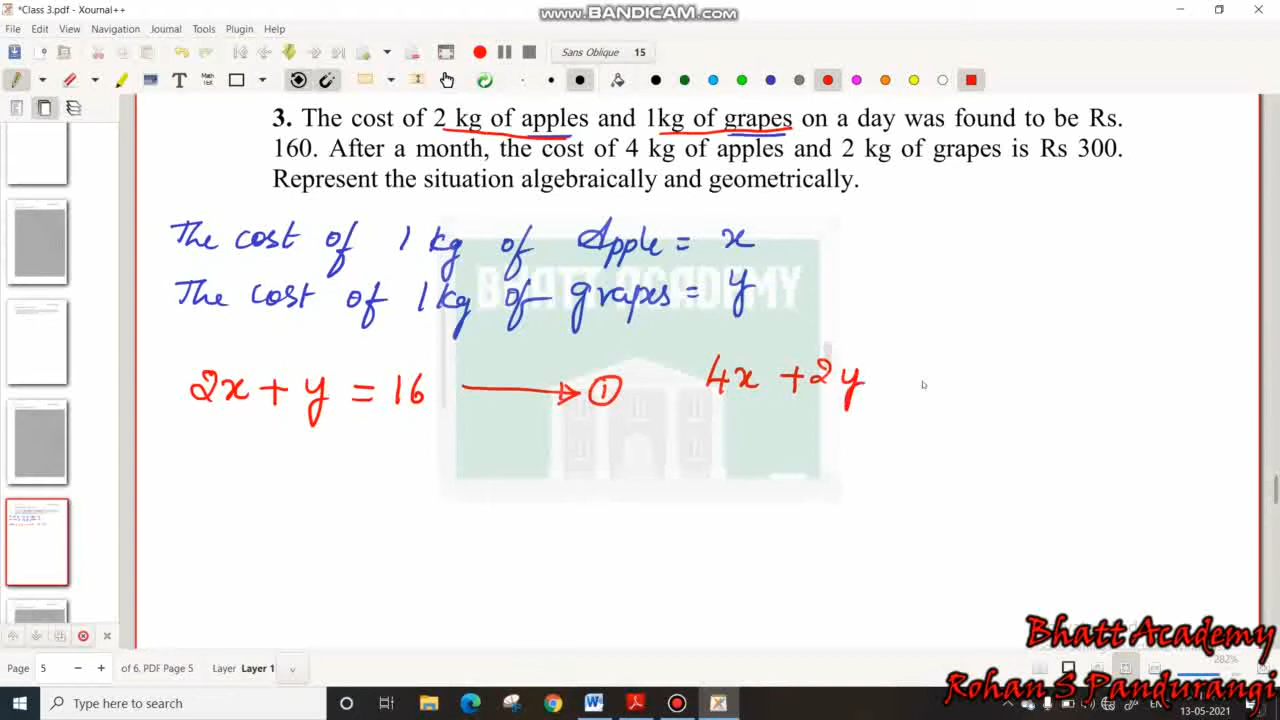 *Class 3.pdf - Xournal++
WWW.BANDICAM.COM
File Edit View Navigation Journal Tools Plugin Help
Sans Oblique 15
3. The cost of 2 kg of apples and 1kg of grapes on a day was found to be Rs.
160. After a month, the cost of 4 kg of apples and 2 kg of grapes is Rs 300.
Represent the situation algebraically and geometrically.
The cost of 1 kg of Apple = x
The cost of 1 kg of grapes = y
BHATT ACADEMY
2x + y = 16 → ① 4x + 2y
Bhatt Academy
Rohan S Pandurangi
Page 5 of 6. PDF Page 5 Layer Layer 1
282%
Type here to search
ENG
13-05-2021